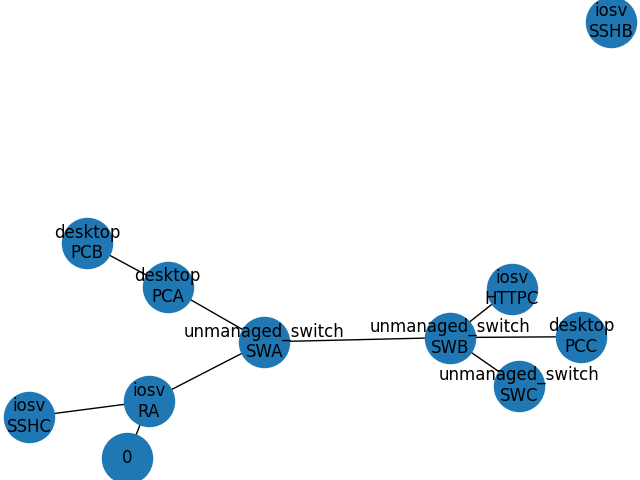 iosv
SSHB
desktop
PCB
desktop
PCA
iosv
HTTPC
unmanaged_switch
SWA
unmanaged_switch
SWB
desktop
PCC
unmanaged_switch
SWC
iosv
RA
iosv
SSHC
0